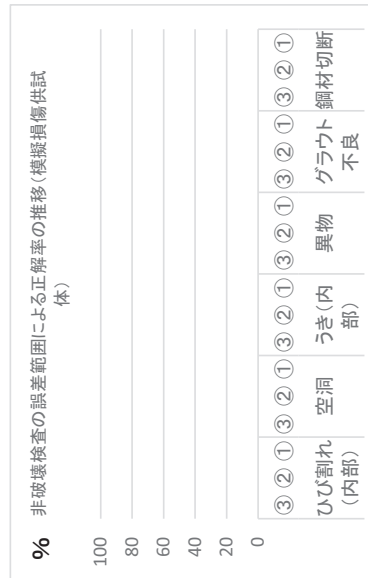 非破壊検査の誤差範囲による正解率の推移(模擬損傷供試
体)
%
100
80
60
40
20
0
③ ② ① ③ ② ① ③ ② ① ③ ② ① ③ ② ① ③ ② ①
ひび割れ
(内部)
空洞
うき(内
部)
異物
グラウト
不良
鋼材切断